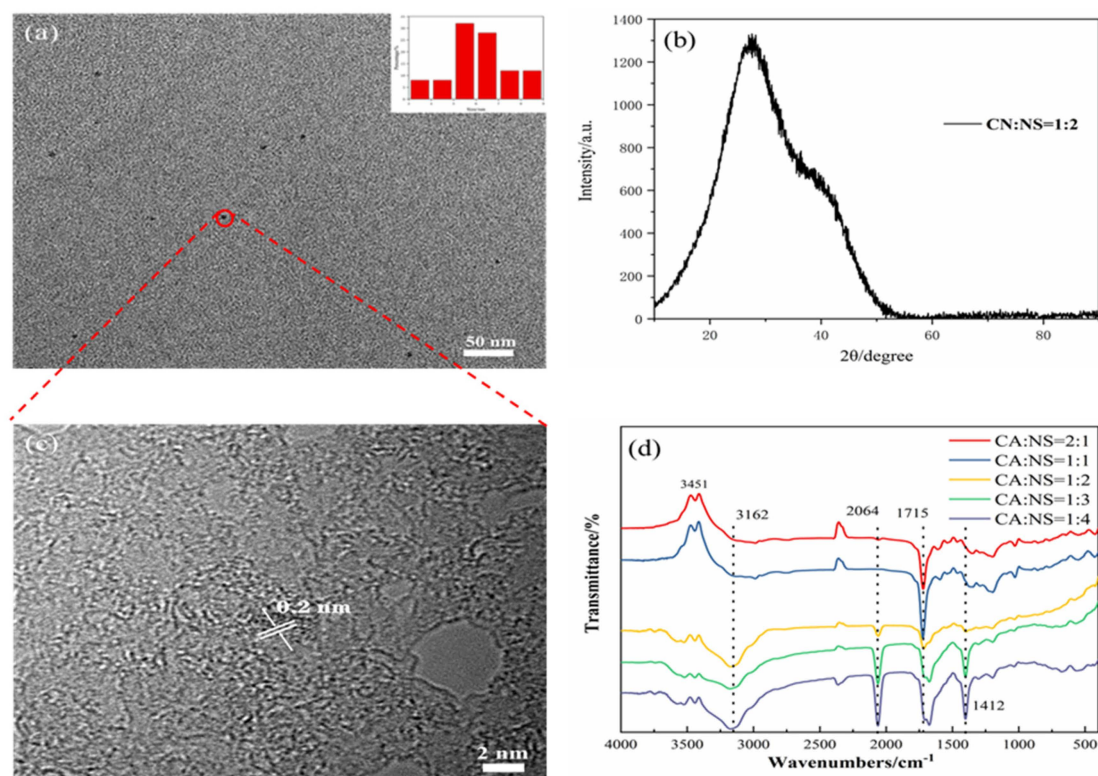 (a)
50 nm
(b)
1400
1200
1000
800
600
400
200
0
Intensity/a.u.
CN:NS=1:2
20
40
60
80
2θ/degree
(c)
0.2 nm
2 nm
(d)
CA:NS=2:1
CA:NS=1:1
CA:NS=1:2
CA:NS=1:3
CA:NS=1:4
3451
3162
2064
1715
1412
Transmittance/%
4000
3500
3000
2500
2000
1500
1000
500
Wavenumbers/cm⁻¹